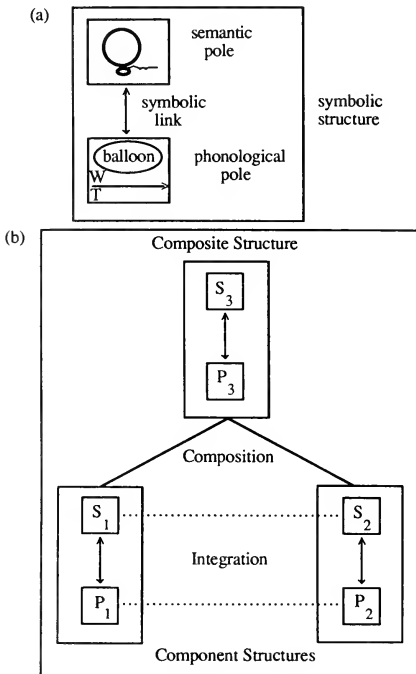 (a)
semantic
pole
symbolic
link
symbolic
structure
balloon
W
T
phonological
pole
(b)
Composite Structure
S3
P3
Composition
S1
S2
Integration
P1
P2
Component Structures